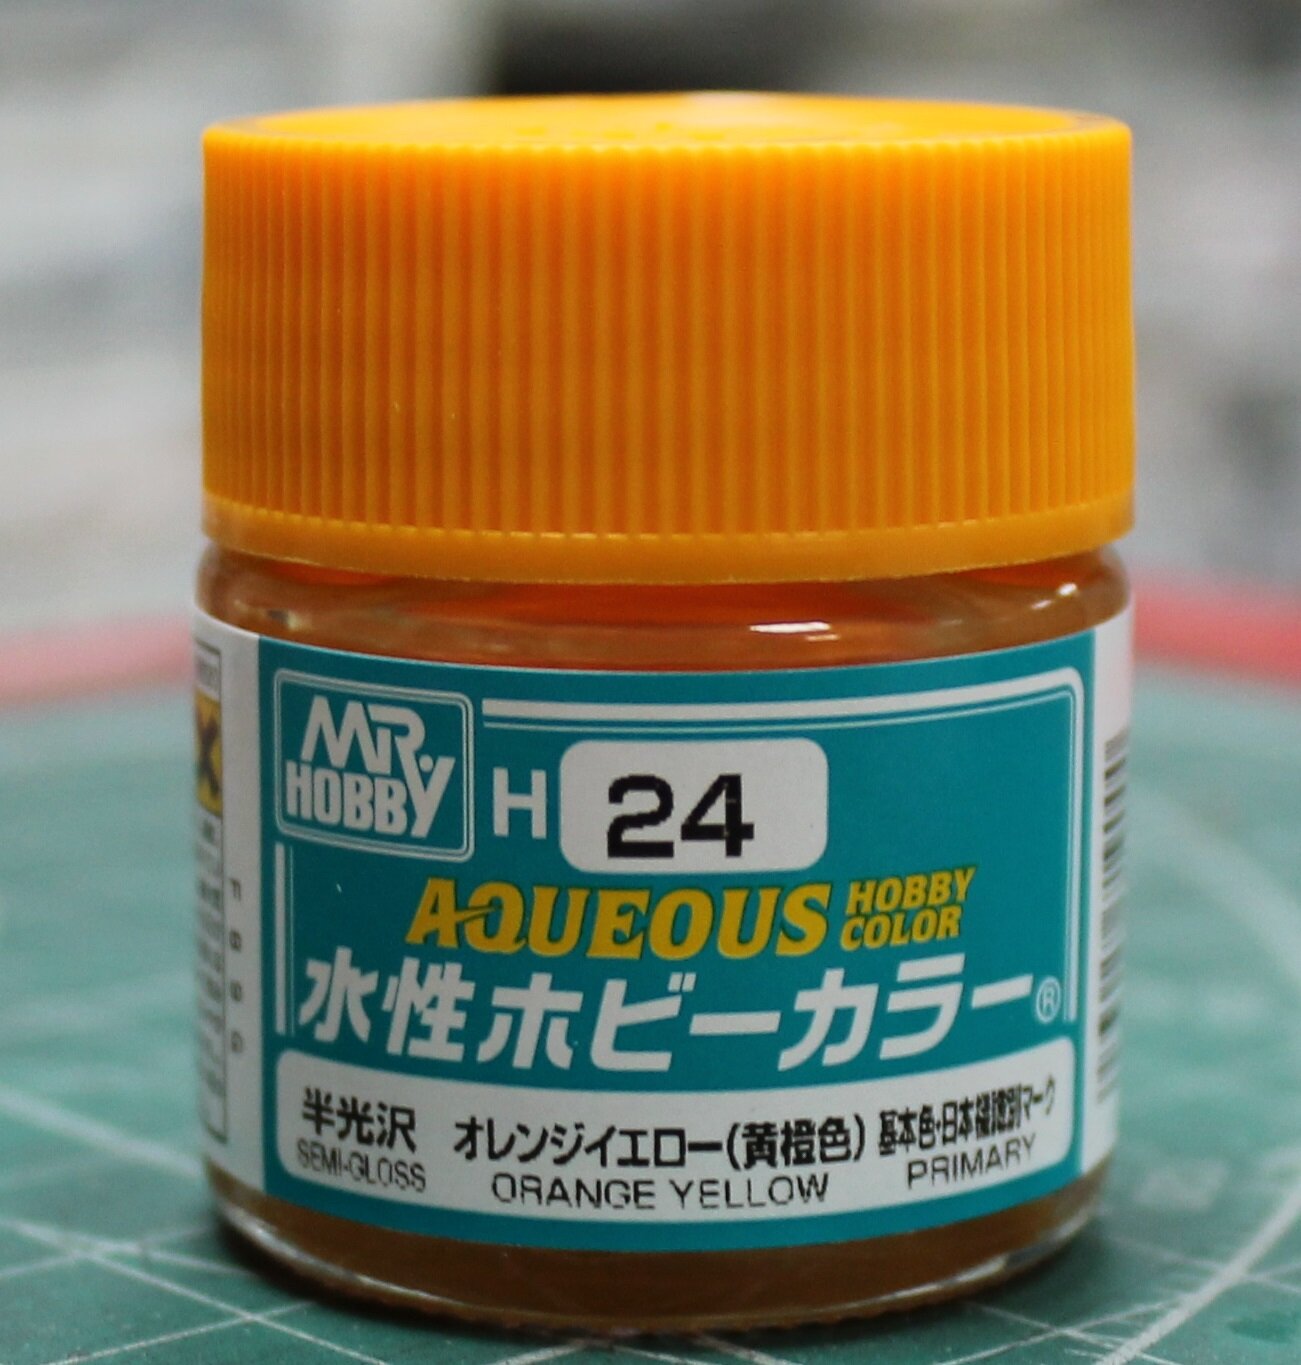 MR.
HOBBY
H 24
AQUEOUS HOBBY COLOR
水性ホビーカラー®
半光沢 オレンジイエロー(黄橙色) 基本色・日本機識別マーク
SEMI-GLOSS ORANGE YELLOW PRIMARY